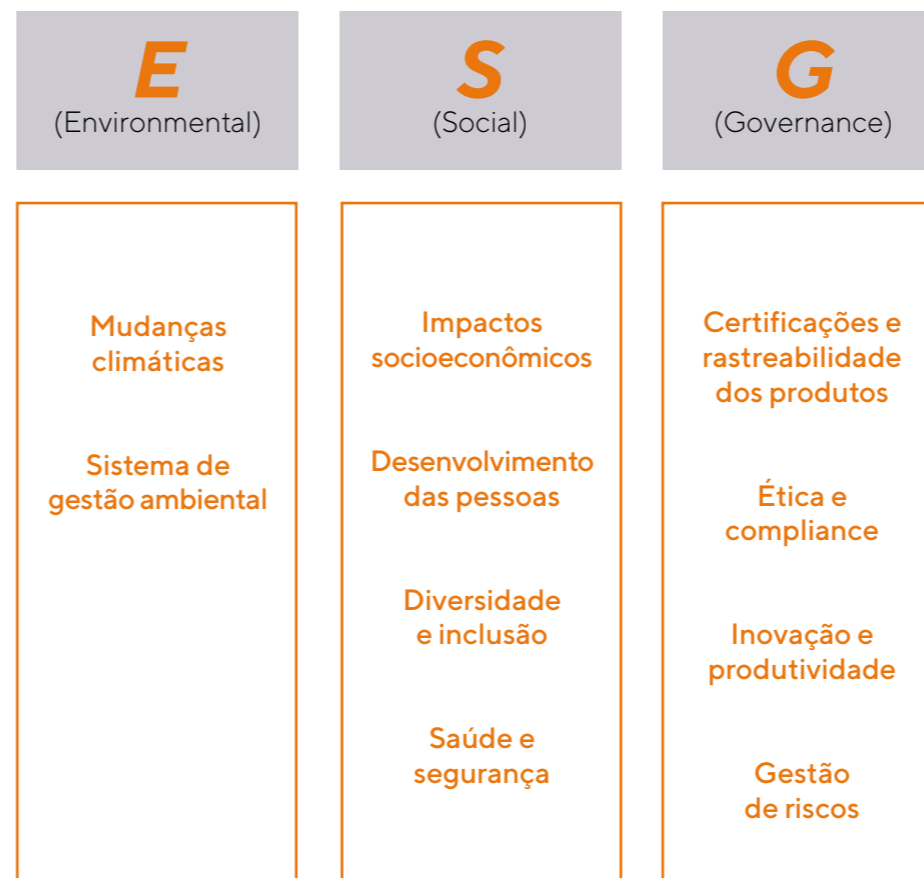 E
(Environmental)
Mudanças
climáticas
Sistema de
gestão ambiental
S
(Social)
Impactos
socioeconômicos
Desenvolvimento
das pessoas
Diversidade
e inclusão
Saúde e
segurança
G
(Governance)
Certificações e
rastreabilidade
dos produtos
Ética e
compliance
Inovação e
produtividade
Gestão
de riscos